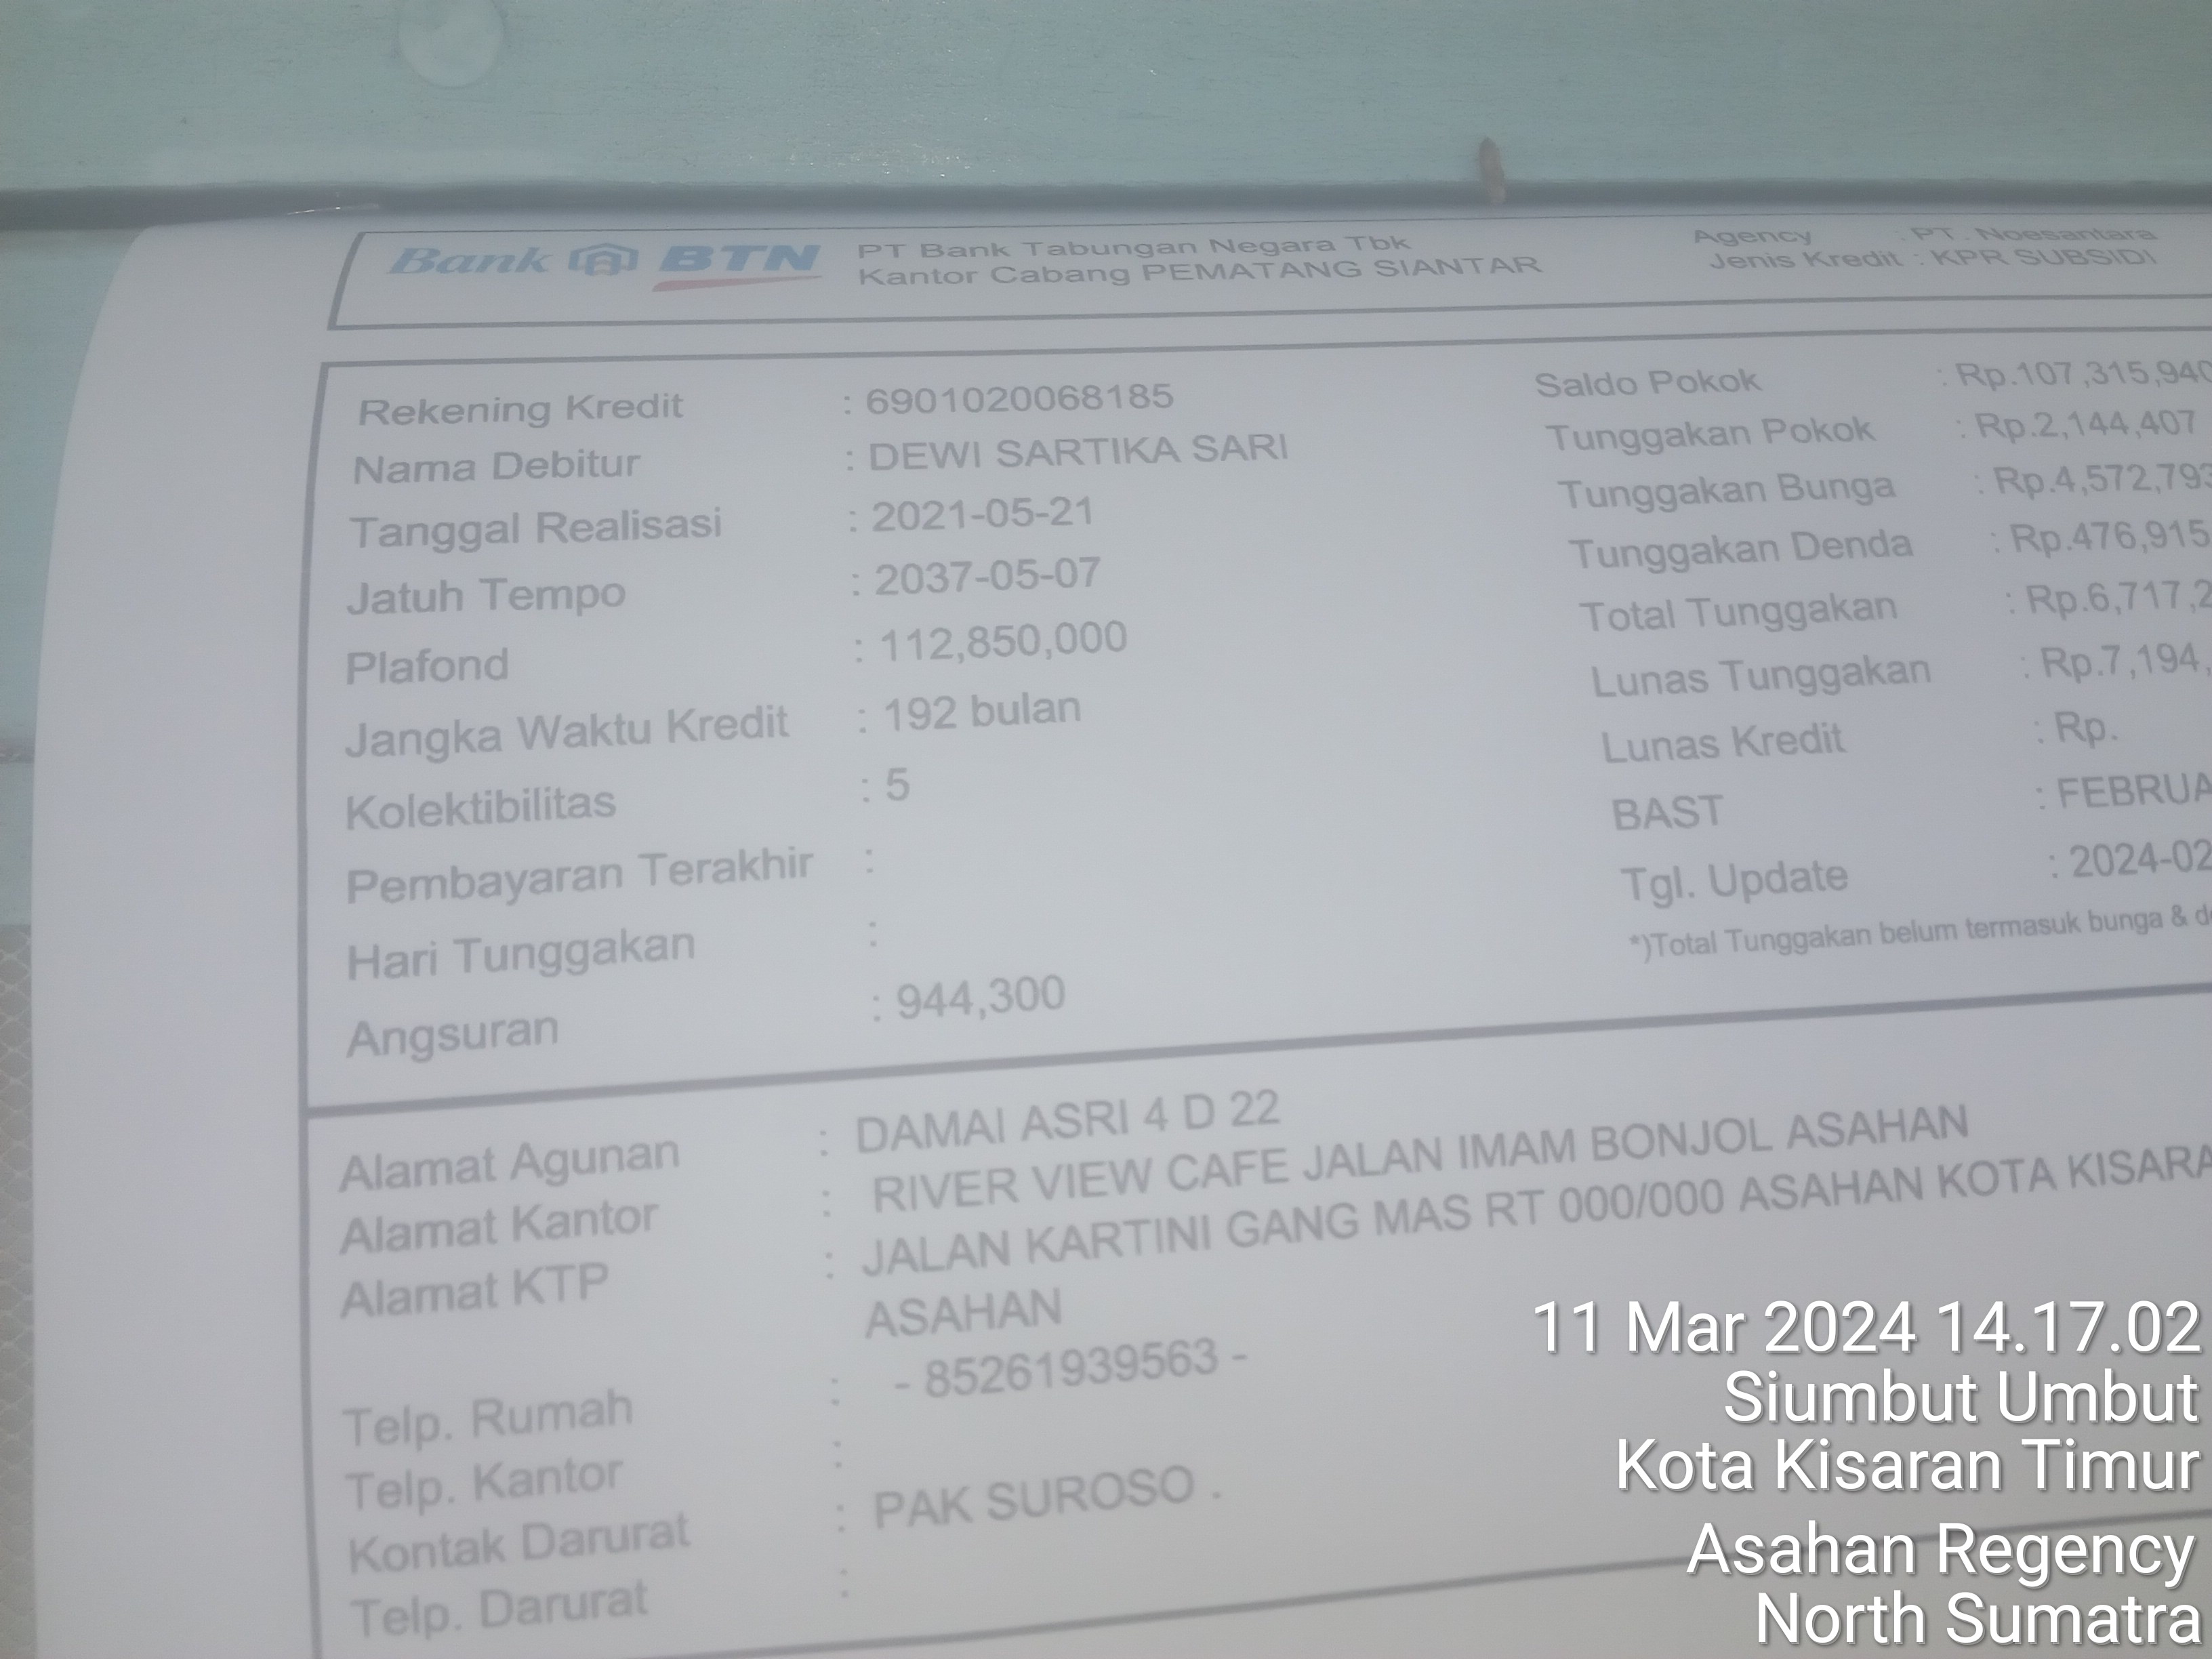 Bank BTN
PT Bank Tabungan Negara Tbk
Kantor Cabang PEMATANG SIANTAR
Agency : PT. Noesantara
Jenis Kredit : KPR SUBSIDI
Rekening Kredit : 6901020068185
Nama Debitur : DEWI SARTIKA SARI
Tanggal Realisasi : 2021-05-21
Jatuh Tempo : 2037-05-07
Plafond : 112,850,000
Jangka Waktu Kredit : 192 bulan
Kolektibilitas : 5
Pembayaran Terakhir :
Hari Tunggakan :
Angsuran : 944,300
Saldo Pokok : Rp.107,315,940
Tunggakan Pokok : Rp.2,144,407
Tunggakan Bunga : Rp.4,572,793
Tunggakan Denda : Rp.476,915
Total Tunggakan : Rp.6,717,2
Lunas Tunggakan : Rp.7,194,
Lunas Kredit : Rp.
BAST : FEBRUA
Tgl. Update : 2024-02
*)Total Tunggakan belum termasuk bunga & d
Alamat Agunan : DAMAI ASRI 4 D 22
Alamat Kantor : RIVER VIEW CAFE JALAN IMAM BONJOL ASAHAN
Alamat KTP : JALAN KARTINI GANG MAS RT 000/000 ASAHAN KOTA KISARA
ASAHAN
Telp. Rumah : - 85261939563 -
Telp. Kantor :
Kontak Darurat : PAK SUROSO .
Telp. Darurat :
11 Mar 2024 14.17.02
Siumbut Umbut
Kota Kisaran Timur
Asahan Regency
North Sumatra